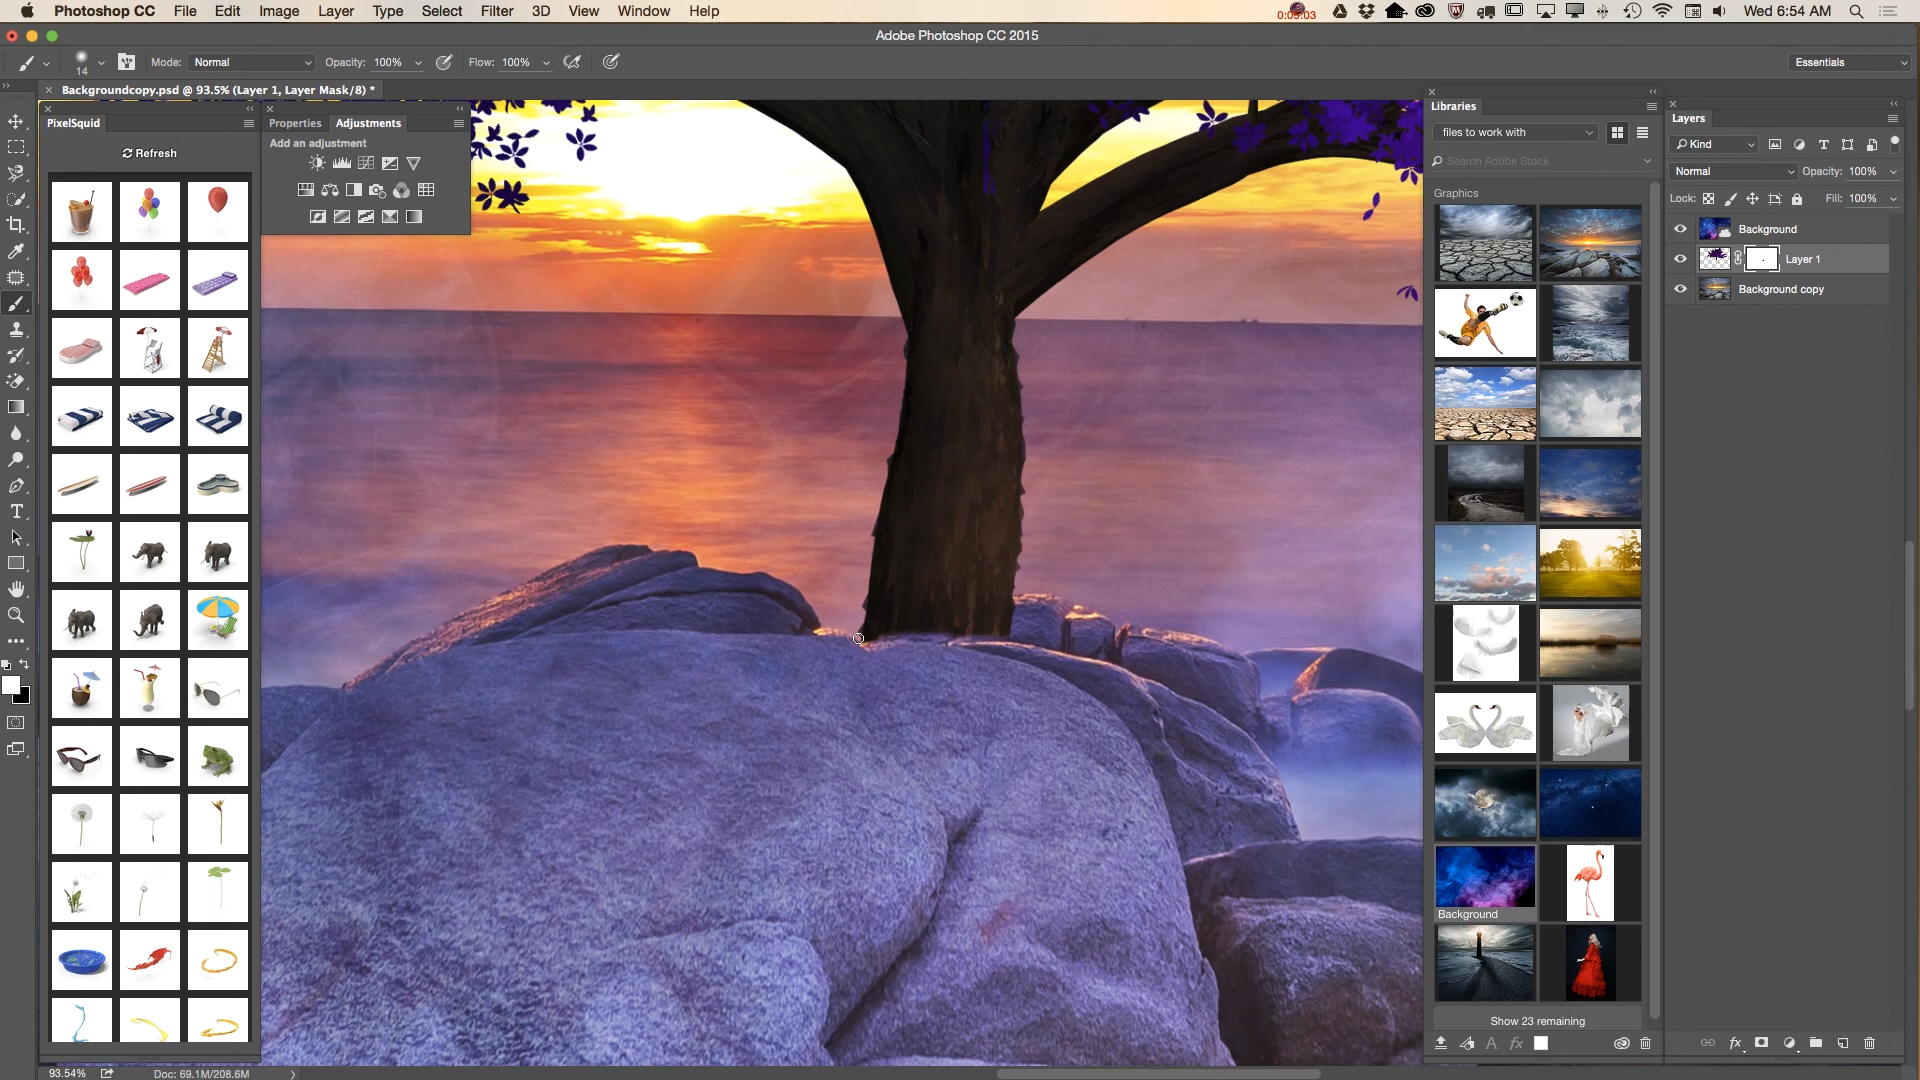 Photoshop CC File Edit Image Layer Type Select Filter 3D View Window Help 0:05:03 Wed 6:54 AM
Adobe Photoshop CC 2015
14 Mode: Normal Opacity: 100% Flow: 100% Essentials
Backgroundcopy.psd @ 93.5% (Layer 1, Layer Mask/8) *
PixelSquid
Refresh
Properties Adjustments
Add an adjustment
Libraries
files to work with
Search Adobe Stock
Graphics
Background
Show 23 remaining
Layers
Kind
Normal Opacity: 100%
Lock: Fill: 100%
Background
Layer 1
Background copy
93.54% Doc: 69.1M/208.6M